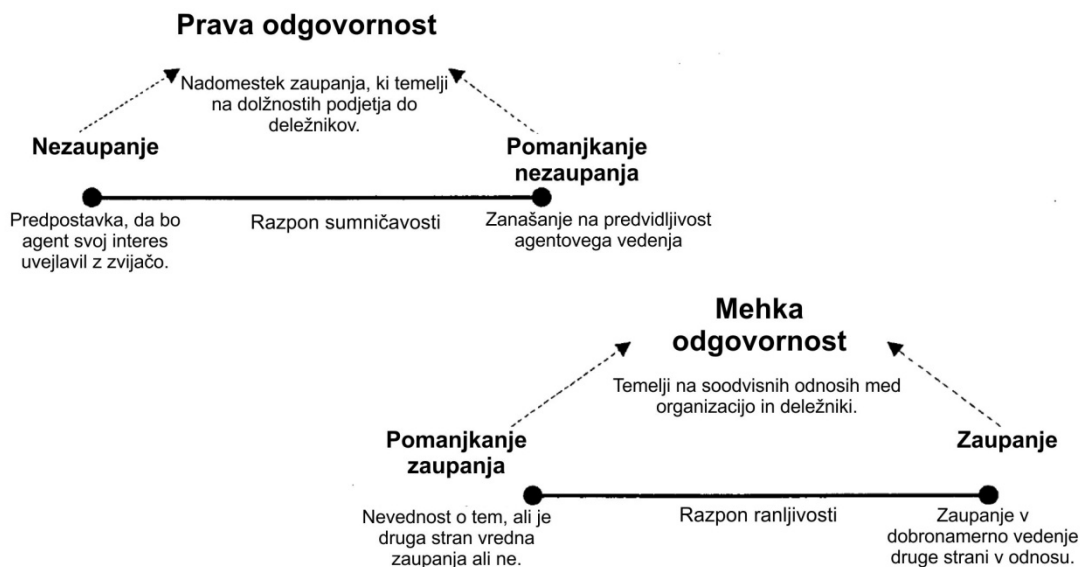 Prava odgovornost
Nadomestek zaupanja, ki temelji
na dolžnostih podjetja do
deležnikov.
Nezaupanje
Pomanjkanje
nezaupanja
Predpostavka, da bo
agent svoj interes
uvejlavil z zvijačo.
Razpon sumničavosti
Zanašanje na predvidljivost
agentovega vedenja
Mehka
odgovornost
Temelji na soodvisnih odnosih med
organizacijo in deležniki.
Pomanjkanje
zaupanja
Zaupanje
Nevednost o tem, ali je
druga stran vredna
zaupanja ali ne.
Razpon ranljivosti
Zaupanje v
dobronamerno vedenje
druge strani v odnosu.